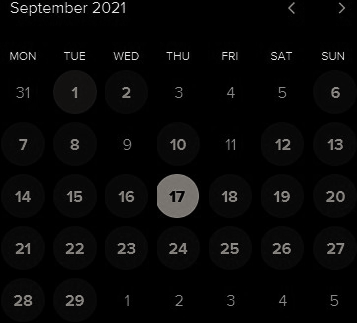 September 2021
MON TUE WED THU FRI SAT SUN
31 1 2 3 4 5 6
7 8 9 10 11 12 13
14 15 16 17 18 19 20
21 22 23 24 25 26 27
28 29 1 2 3 4 5